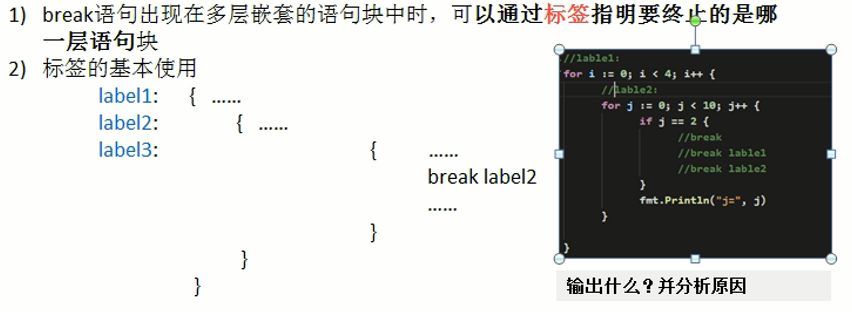 1) break语句出现在多层嵌套的语句块中时，可以通过标签指明要终止的是哪
一层语句块
2) 标签的基本使用
label1: { ……
label2: { ……
label3: { ……
break label2
……
}
}
}
//lable1:
for i := 0; i < 4; i++ {
//lable2:
for j := 0; j < 10; j++ {
if j == 2 {
//break
//break lable1
//break lable2
}
fmt.Println("j=", j)
}
}
输出什么？并分析原因